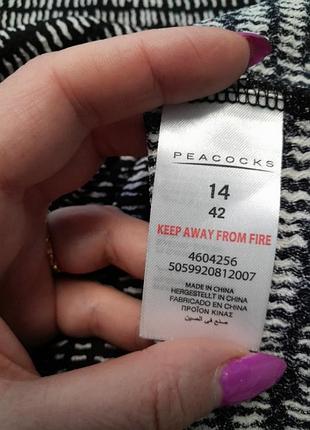 PEACOCKS
14
42
KEEP AWAY FROM FIRE
4604256
5059920812007
MADE IN CHINA
HERGESTELLT IN CHINA
FABRICADO EN CHINA
ΠΡΟΪΟΝ ΚΙΝΑΣ
صنع في الصين